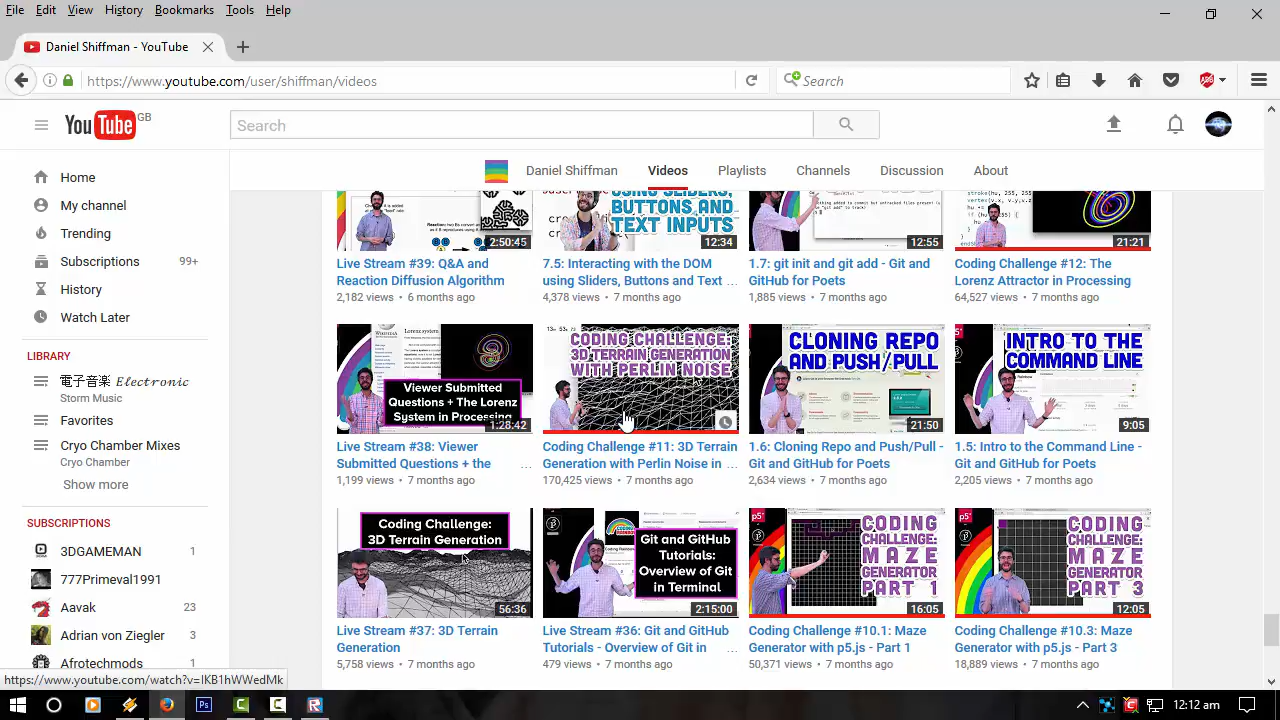 File Edit View History Bookmarks Tools Help
Daniel Shiffman - YouTube
https://www.youtube.com/user/shiffman/videos
Search
YouTube GB
Search
Daniel Shiffman Videos Playlists Channels Discussion About
Home
My channel
Trending
Subscriptions 99+
History
Watch Later
LIBRARY
電子音楽 Electronic
Storm Music
Favourites
Cryo Chamber Mixes
Cryo Chamber
Show more
SUBSCRIPTIONS
3DGAMEMAN 1
777Primeval1991
Aavak 23
Adrian von Ziegler 3
Afrotechmods 1
2:50:45
Live Stream #39: Q&A and
Reaction Diffusion Algorithm
2,182 views • 6 months ago
USING SLIDERS,
BUTTONS AND
TEXT INPUTS
12:34
7.5: Interacting with the DOM
using Sliders, Buttons and Text ...
4,378 views • 7 months ago
12:55
1.7: git init and git add - Git and
GitHub for Poets
1,885 views • 7 months ago
21:21
Coding Challenge #12: The
Lorenz Attractor in Processing
64,527 views • 7 months ago
Viewer Submitted
Questions + The Lorenz
System in Processing
1:28:42
Live Stream #38: Viewer
Submitted Questions + the ...
1,199 views • 7 months ago
CODING CHALLENGE:
3D TERRAIN GENERATION
WITH PERLIN NOISE
Coding Challenge #11: 3D Terrain
Generation with Perlin Noise in ...
170,425 views • 7 months ago
CLONING REPO
AND PUSH/PULL
21:50
1.6: Cloning Repo and Push/Pull -
Git and GitHub for Poets
2,634 views • 7 months ago
INTRO TO THE
COMMAND LINE
9:05
1.5: Intro to the Command Line -
Git and GitHub for Poets
2,205 views • 7 months ago
Coding Challenge:
3D Terrain Generation
56:36
Live Stream #37: 3D Terrain
Generation
5,758 views • 7 months ago
Git and GitHub
Tutorials:
Overview of Git
in Terminal
2:15:00
Live Stream #36: Git and GitHub
Tutorials - Overview of Git in ...
479 views • 7 months ago
CODING
CHALLENGE:
MAZE
GENERATOR
PART 1
16:05
Coding Challenge #10.1: Maze
Generator with p5.js - Part 1
50,371 views • 7 months ago
CODING
CHALLENGE:
MAZE
GENERATOR
PART 3
12:05
Coding Challenge #10.3: Maze
Generator with p5.js - Part 3
18,889 views • 7 months ago
https://www.youtube.com/watch?v=IKB1hWWedMk
12:12 am